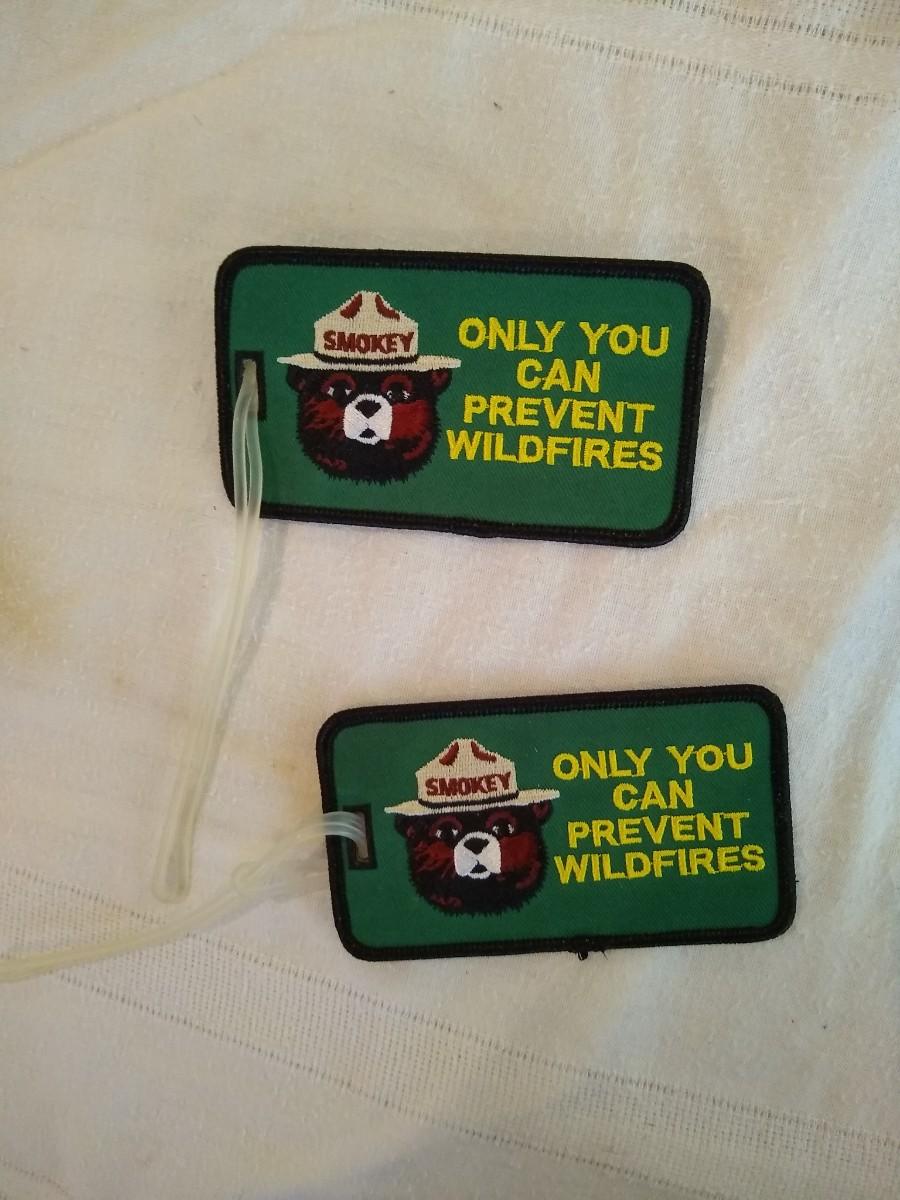 SMOKEY
ONLY YOU
CAN
PREVENT
WILDFIRES
SMOKEY
ONLY YOU
CAN
PREVENT
WILDFIRES